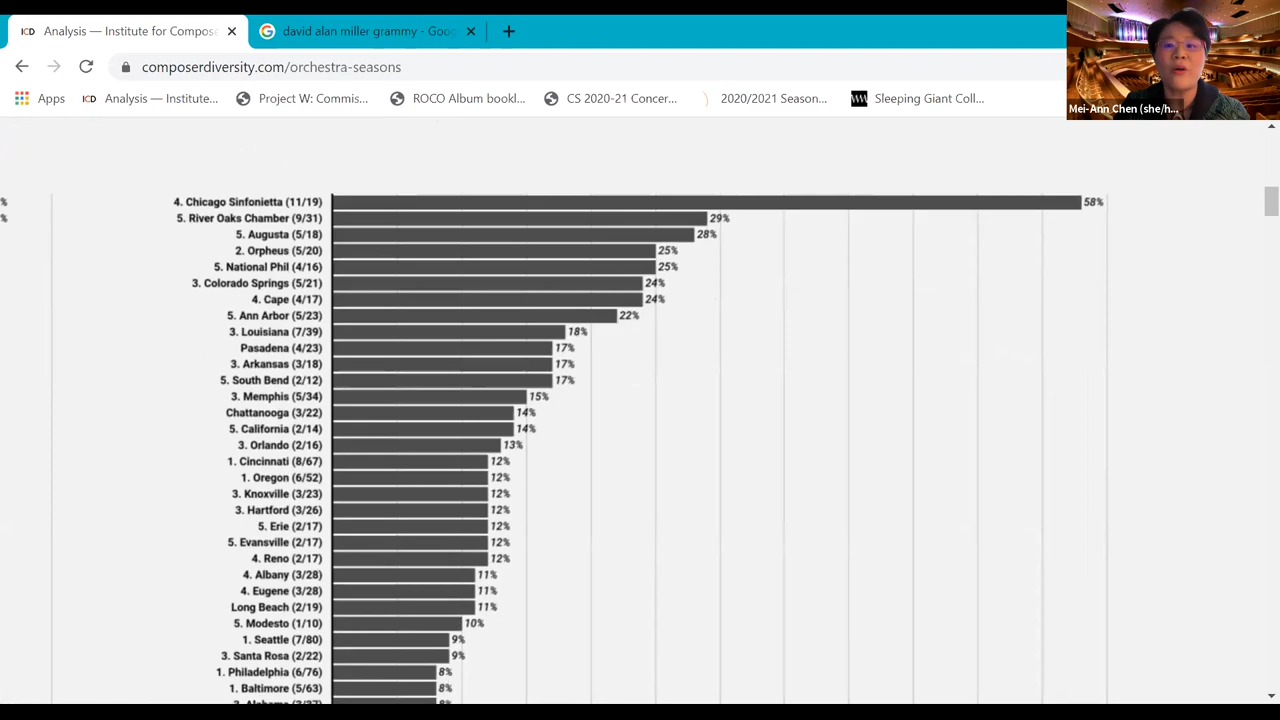 ICD Analysis — Institute for Compose
david alan miller grammy - Goog
composerdiversity.com/orchestra-seasons
Apps
ICD Analysis — Institute...
Project W: Commis...
ROCO Album bookl...
CS 2020-21 Concer...
2020/2021 Season...
Sleeping Giant Coll...
Mei-Ann Chen (she/h...
%
%
4. Chicago Sinfonietta (11/19) 58%
5. River Oaks Chamber (9/31) 29%
5. Augusta (5/18) 28%
2. Orpheus (5/20) 25%
5. National Phil (4/16) 25%
3. Colorado Springs (5/21) 24%
4. Cape (4/17) 24%
5. Ann Arbor (5/23) 22%
3. Louisiana (7/39) 18%
Pasadena (4/23) 17%
3. Arkansas (3/18) 17%
5. South Bend (2/12) 17%
3. Memphis (5/34) 15%
Chattanooga (3/22) 14%
5. California (2/14) 14%
3. Orlando (2/16) 13%
1. Cincinnati (8/67) 12%
1. Oregon (6/52) 12%
3. Knoxville (3/23) 12%
3. Hartford (3/26) 12%
5. Erie (2/17) 12%
5. Evansville (2/17) 12%
4. Reno (2/17) 12%
4. Albany (3/28) 11%
4. Eugene (3/28) 11%
Long Beach (2/19) 11%
5. Modesto (1/10) 10%
1. Seattle (7/80) 9%
3. Santa Rosa (2/22) 9%
1. Philadelphia (6/76) 8%
1. Baltimore (5/63) 8%